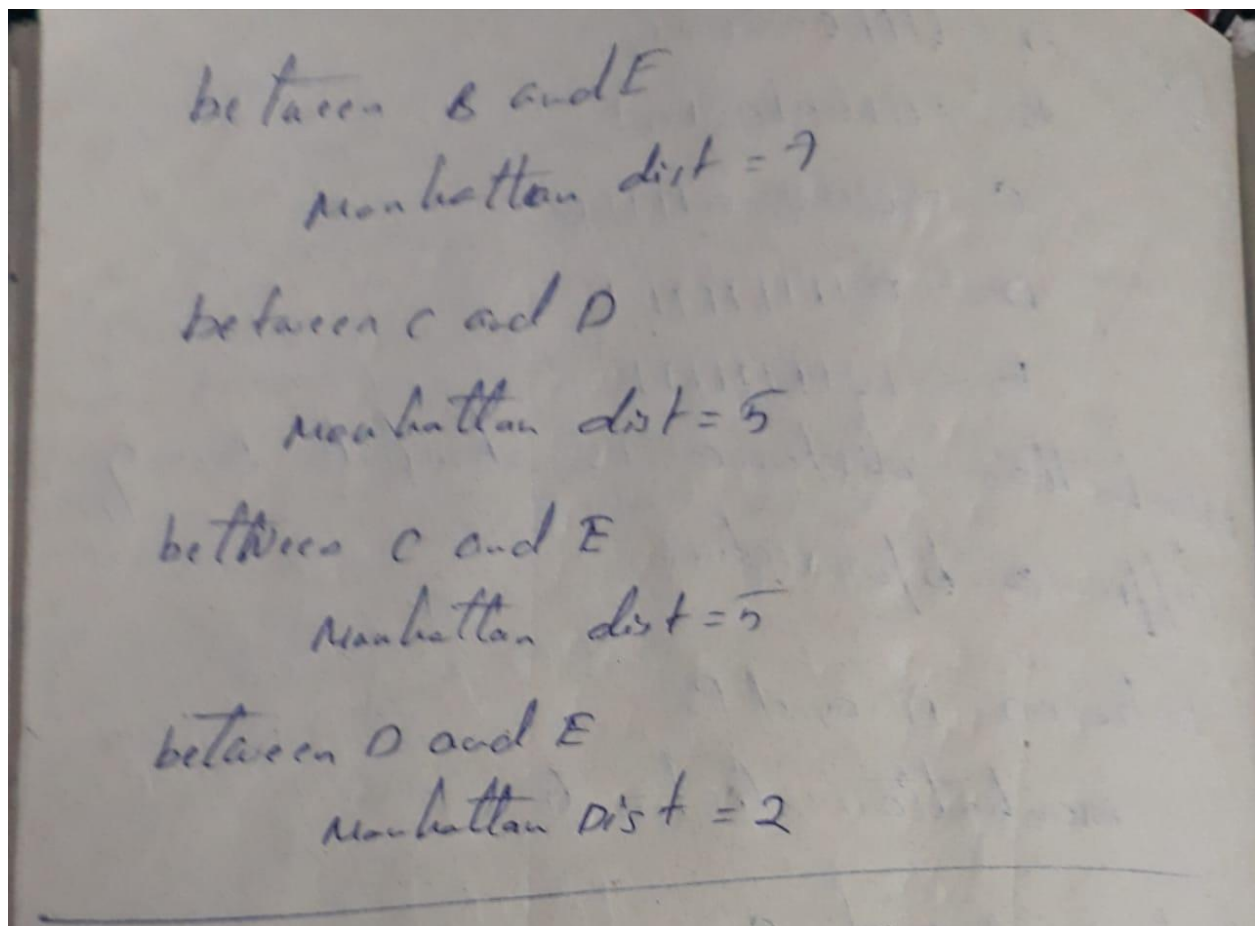 between B and E
Manhattan dist = 7
between C and D
Manhattan dist = 5
between C and E
Manhattan dist = 5
between D and E
Manhattan Dist = 2